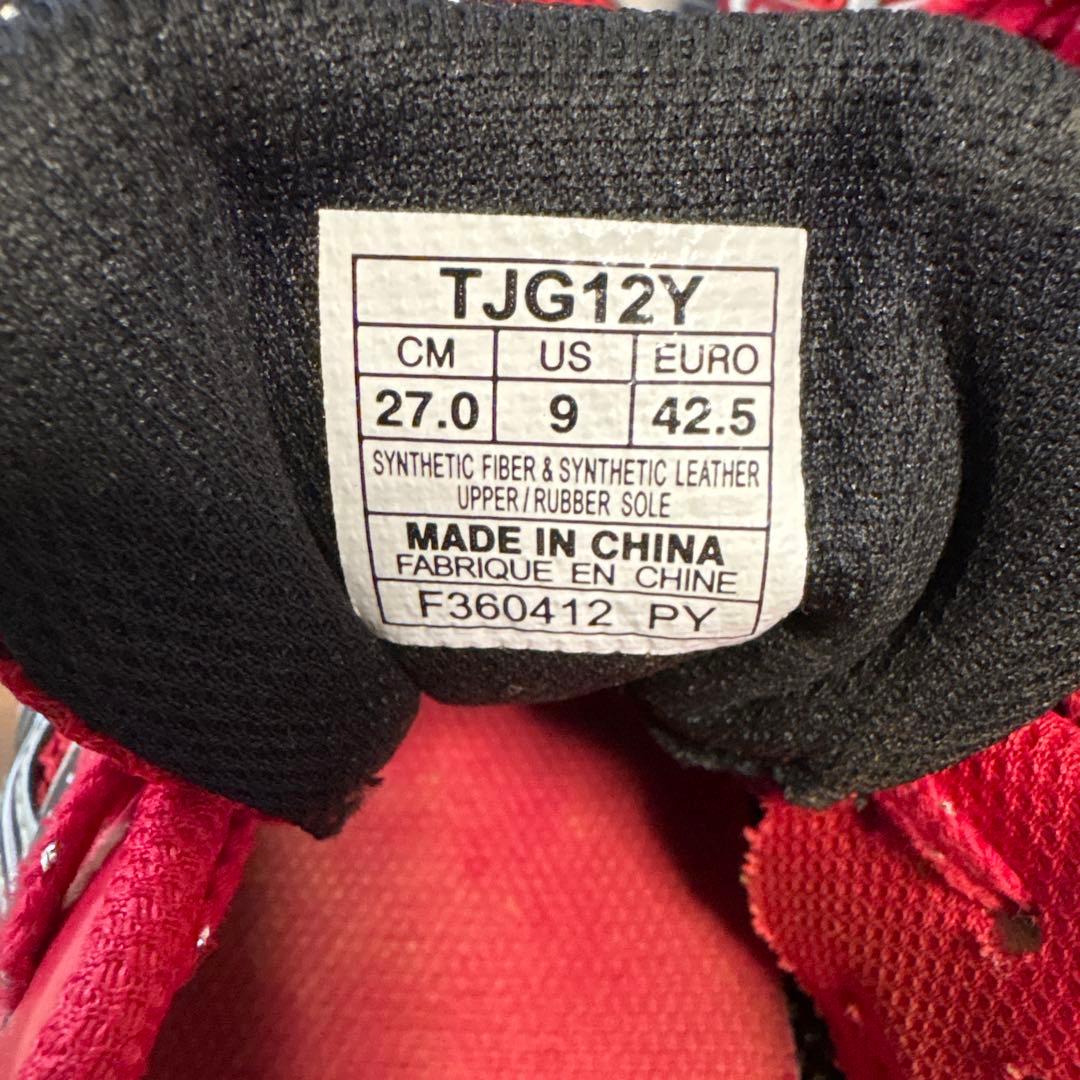 TJG12Y
CM US EURO
27.0 9 42.5
SYNTHETIC FIBER & SYNTHETIC LEATHER
UPPER/RUBBER SOLE
MADE IN CHINA
FABRIQUE EN CHINE
F360412 PY